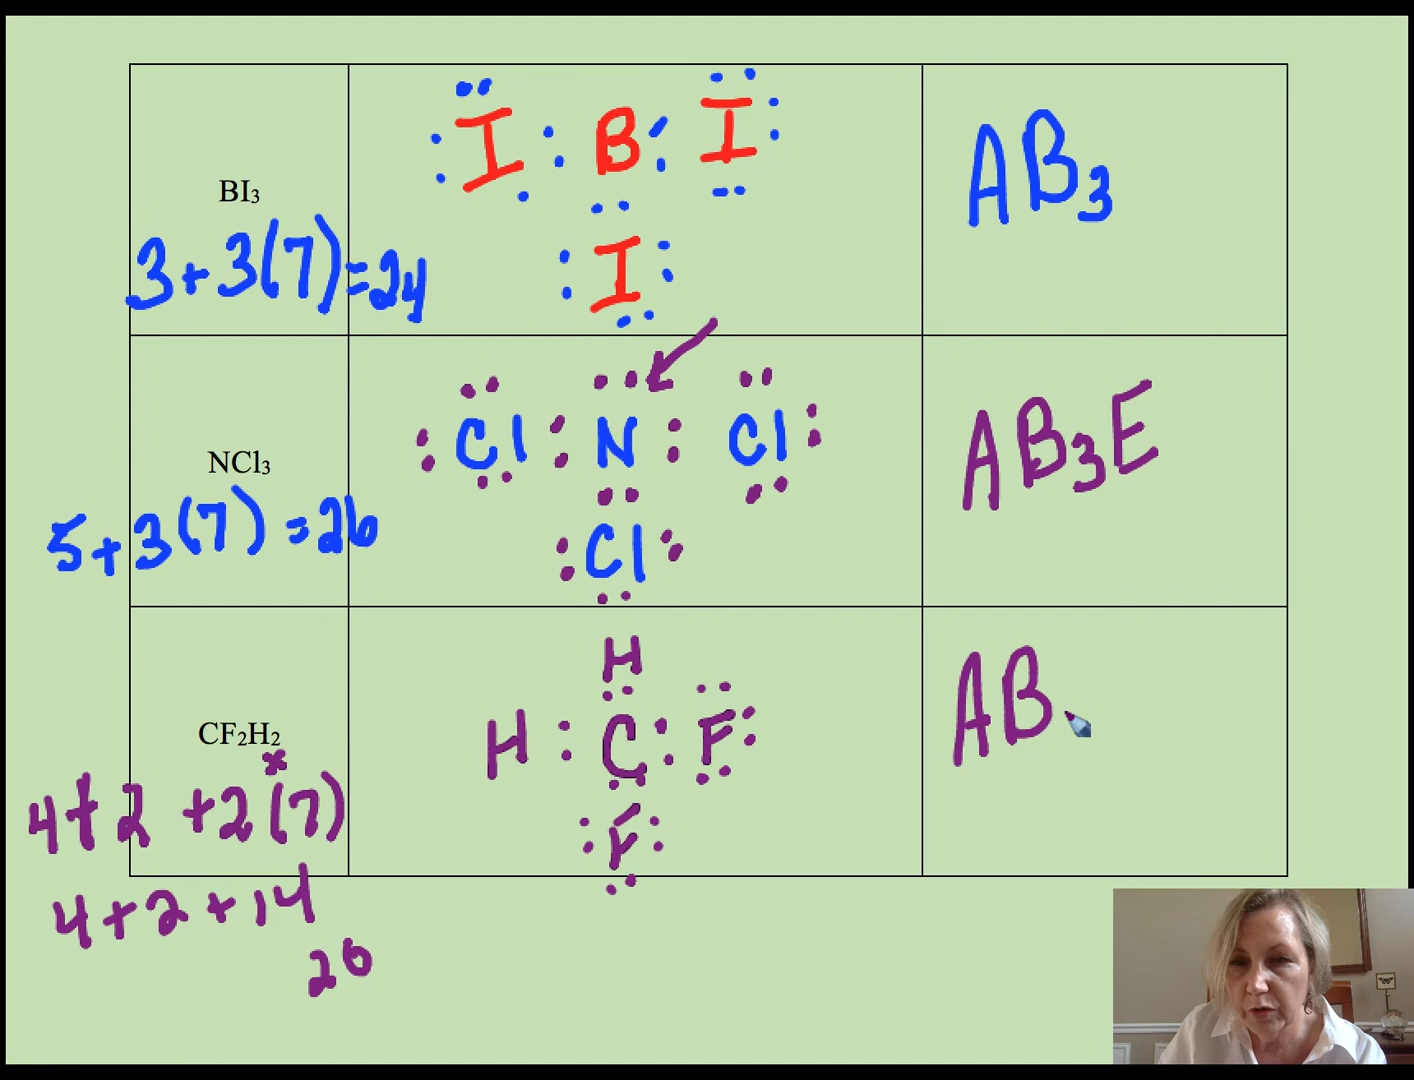 BI₃
3+3(7)=24
I : B : I
I
AB₃
NCl₃
5+3(7)=26
:Cl : N : Cl:
:Cl:
AB₃E
CF₂H₂
4+2+2(7)
4+2+14
20
H
H : C : F:
:F:
AB